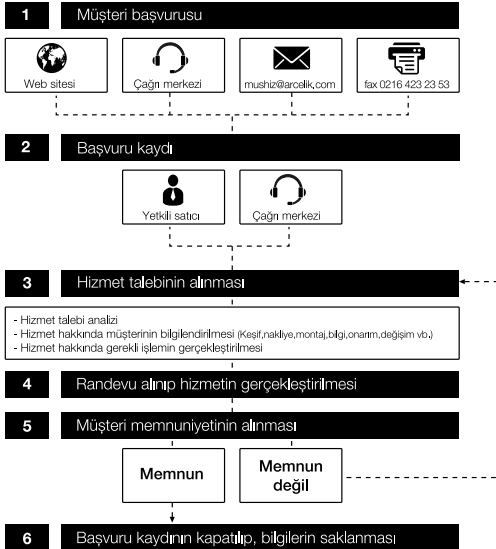 1 Müşteri başvurusu
Web sitesi
Çağrı merkezi
mushiz@arcelik.com
fax 0216 423 23 53
2 Başvuru kaydı
Yetkili satıcı
Çağrı merkezi
3 Hizmet talebinin alınması
- Hizmet talebi analizi
- Hizmet hakkında müşterinin bilgilendirilmesi (Keşif,nakliye,montaj,bilgi,onarım,değişim vb.)
- Hizmet hakkında gerekli işlemin gerçekleştirilmesi
4 Randevu alınıp hizmetin gerçekleştirilmesi
5 Müşteri memnuniyetinin alınması
Memnun
Memnun
değil
6 Başvuru kaydının kapatılıp, bilgilerin saklanması